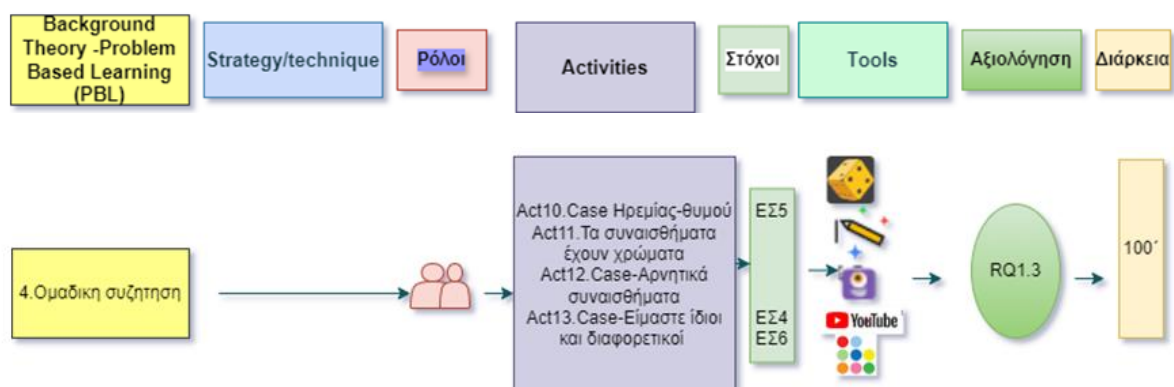 Background
Theory -Problem
Based Learning
(PBL)
Strategy/technique
Ρόλοι
Activities
Στόχοι
Tools
Αξιολόγηση
Διάρκεια
4.Ομαδικη συζητηση
Act10.Case Ηρεμίας-θυμού
Act11.Τα συναισθήματα
έχουν χρώματα
Act12.Case-Αρνητικά
συναισθήματα
Act13.Case-Είμαστε ίδιοι
και διαφορετικοί
ΕΣ5
ΕΣ4
ΕΣ6
YouTube
RQ1.3
100΄